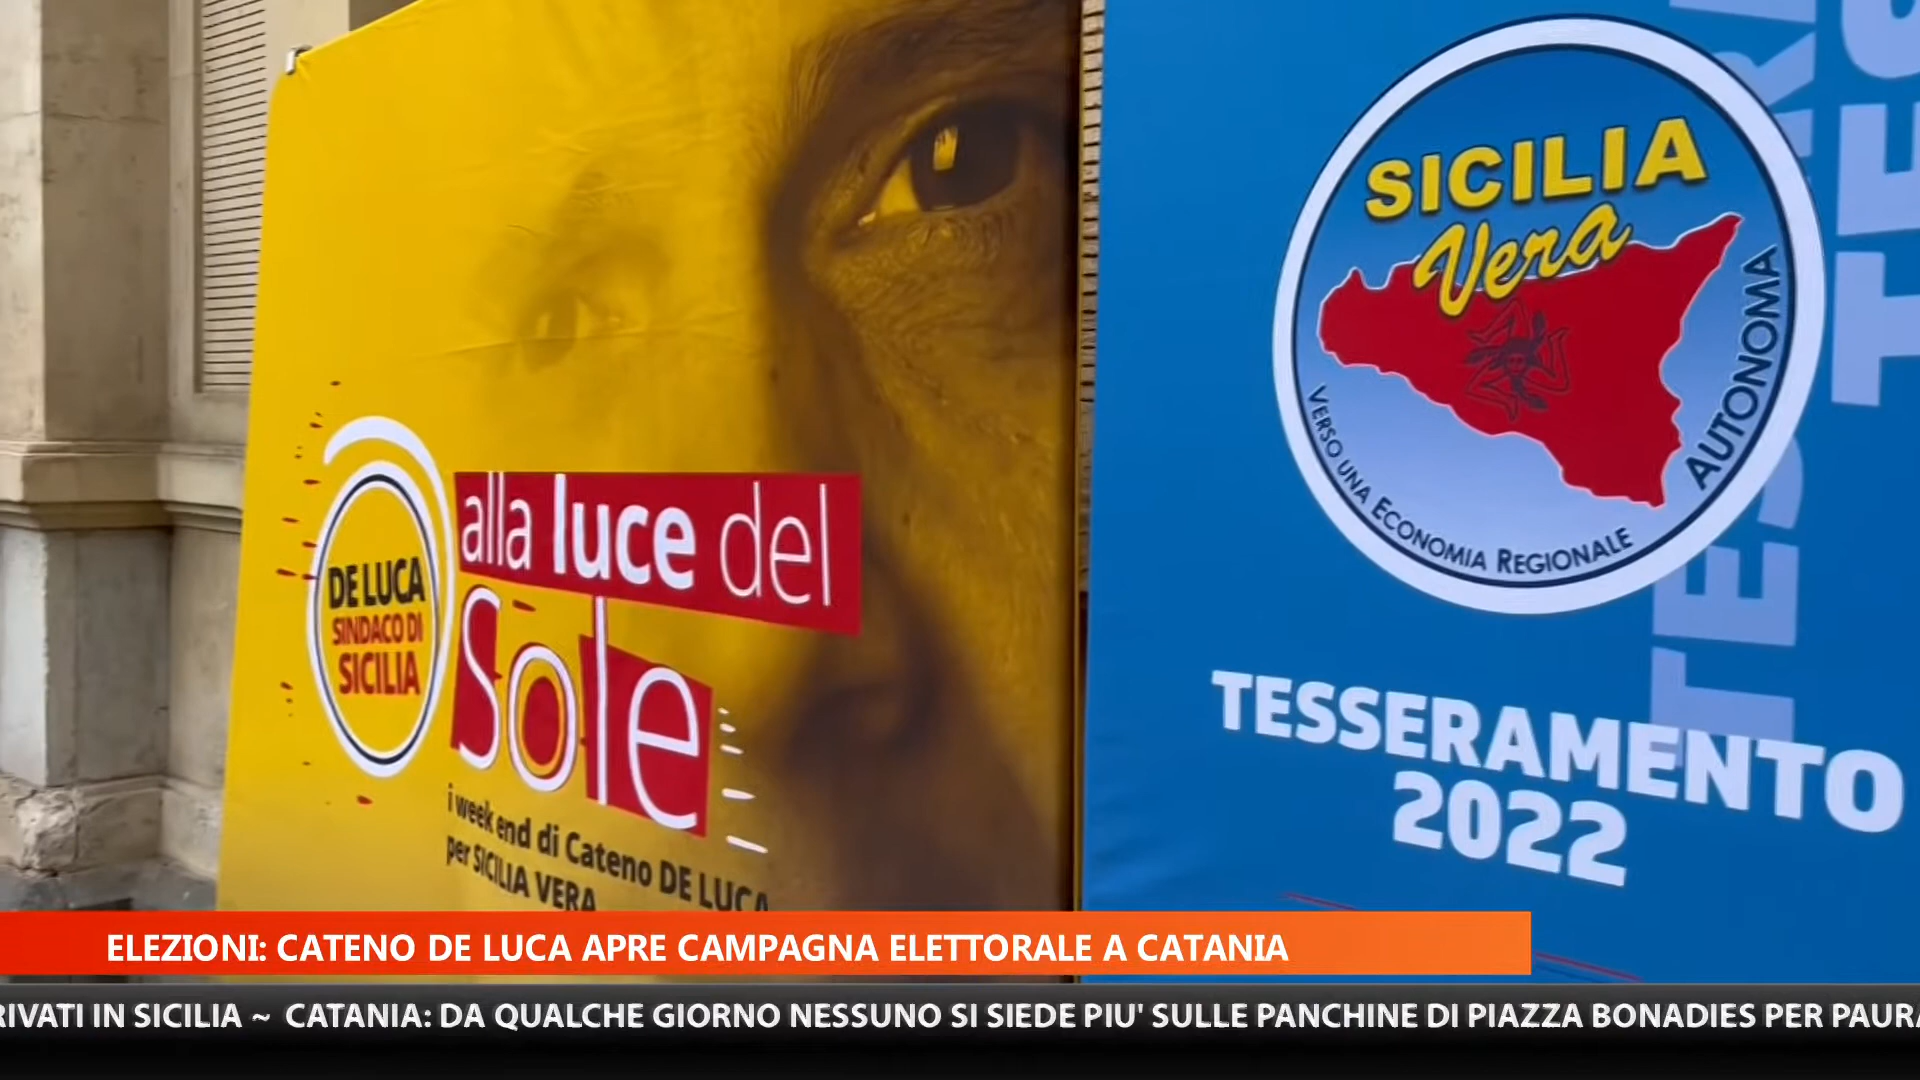 DE LUCA
SINDACO DI
SICILIA
alla luce del
Sole
i week end di Cateno DE LUCA
per SICILIA VERA
SICILIA
Vera
VERSO UNA ECONOMIA REGIONALE
AUTONOMA
TESSERAMENTO
2022
ELEZIONI: CATENO DE LUCA APRE CAMPAGNA ELETTORALE A CATANIA
RIVATI IN SICILIA ~ CATANIA: DA QUALCHE GIORNO NESSUNO SI SIEDE PIU' SULLE PANCHINE DI PIAZZA BONADIES PER PAURA